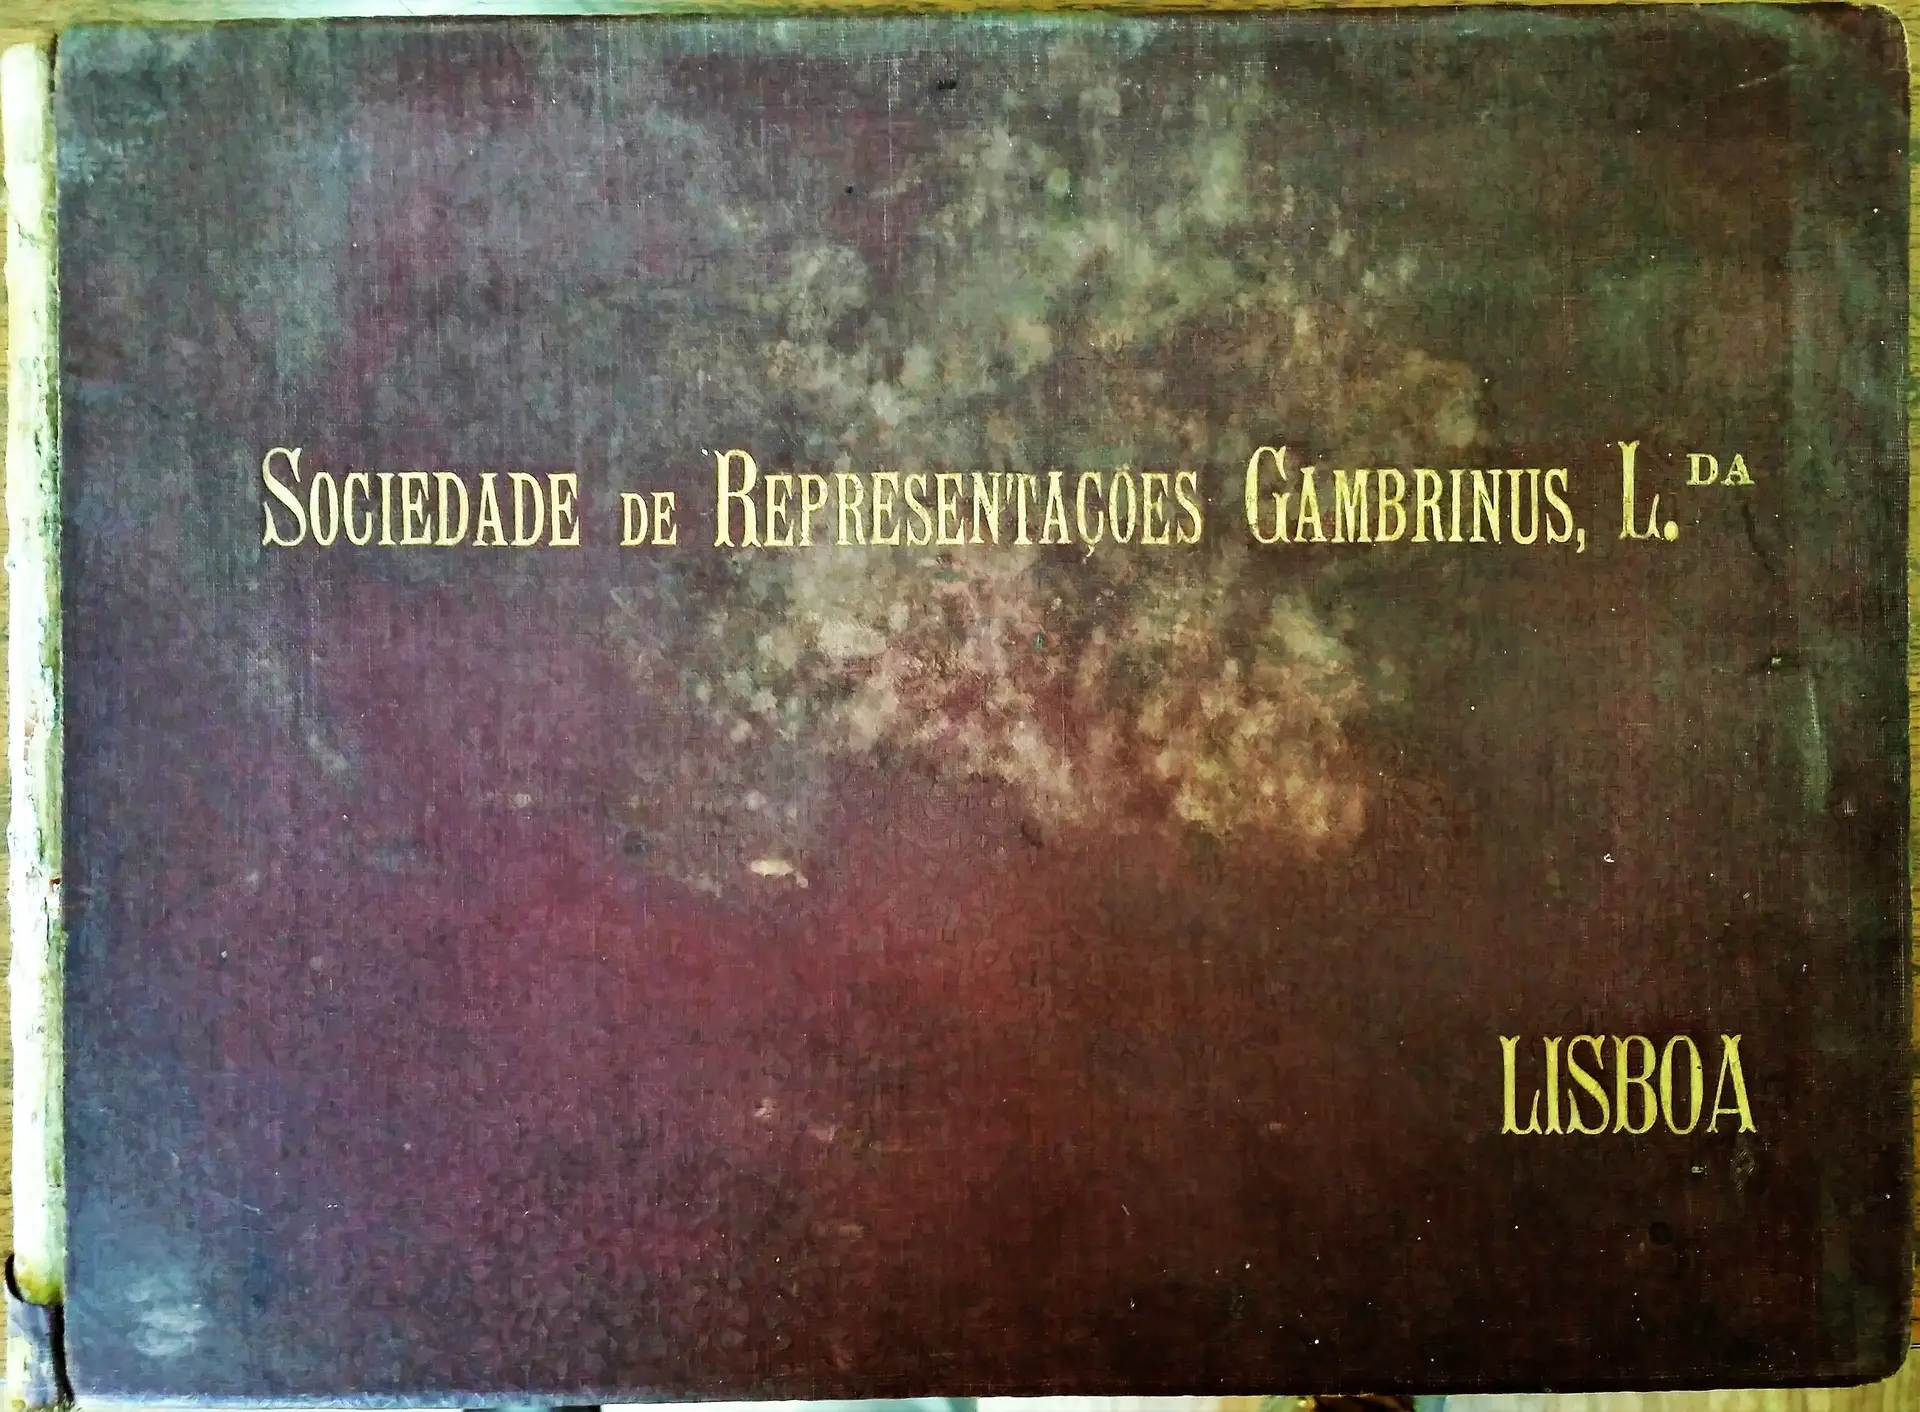 SOCIEDADE DE REPRESENTAÇÕES GAMBRINUS, L.DA
LISBOA